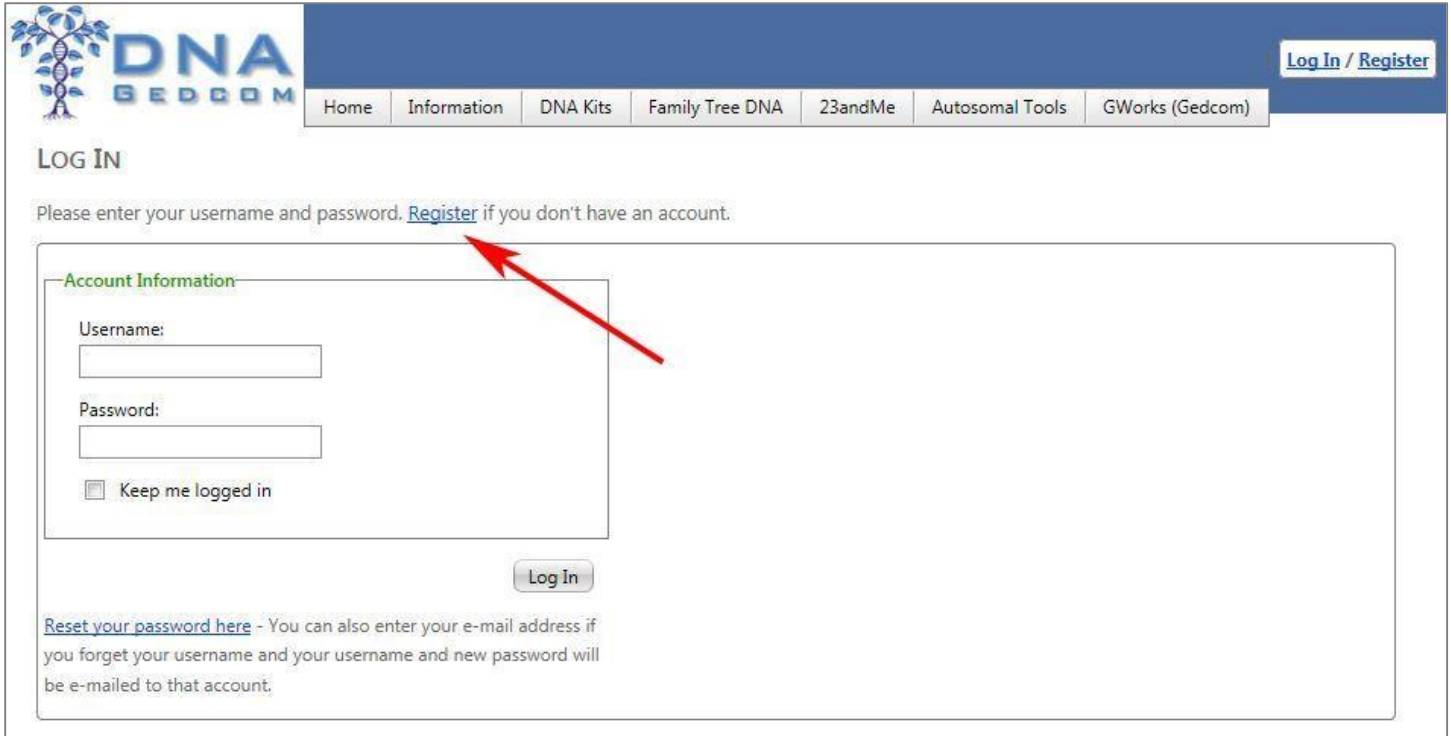 DNA
GEDCOM
Log In / Register
Home Information DNA Kits Family Tree DNA 23andMe Autosomal Tools GWorks (Gedcom)
LOG IN
Please enter your username and password. Register if you don't have an account.
Account Information
Username:
Password:
Keep me logged in
Log In
Reset your password here - You can also enter your e-mail address if
you forget your username and your username and new password will
be e-mailed to that account.